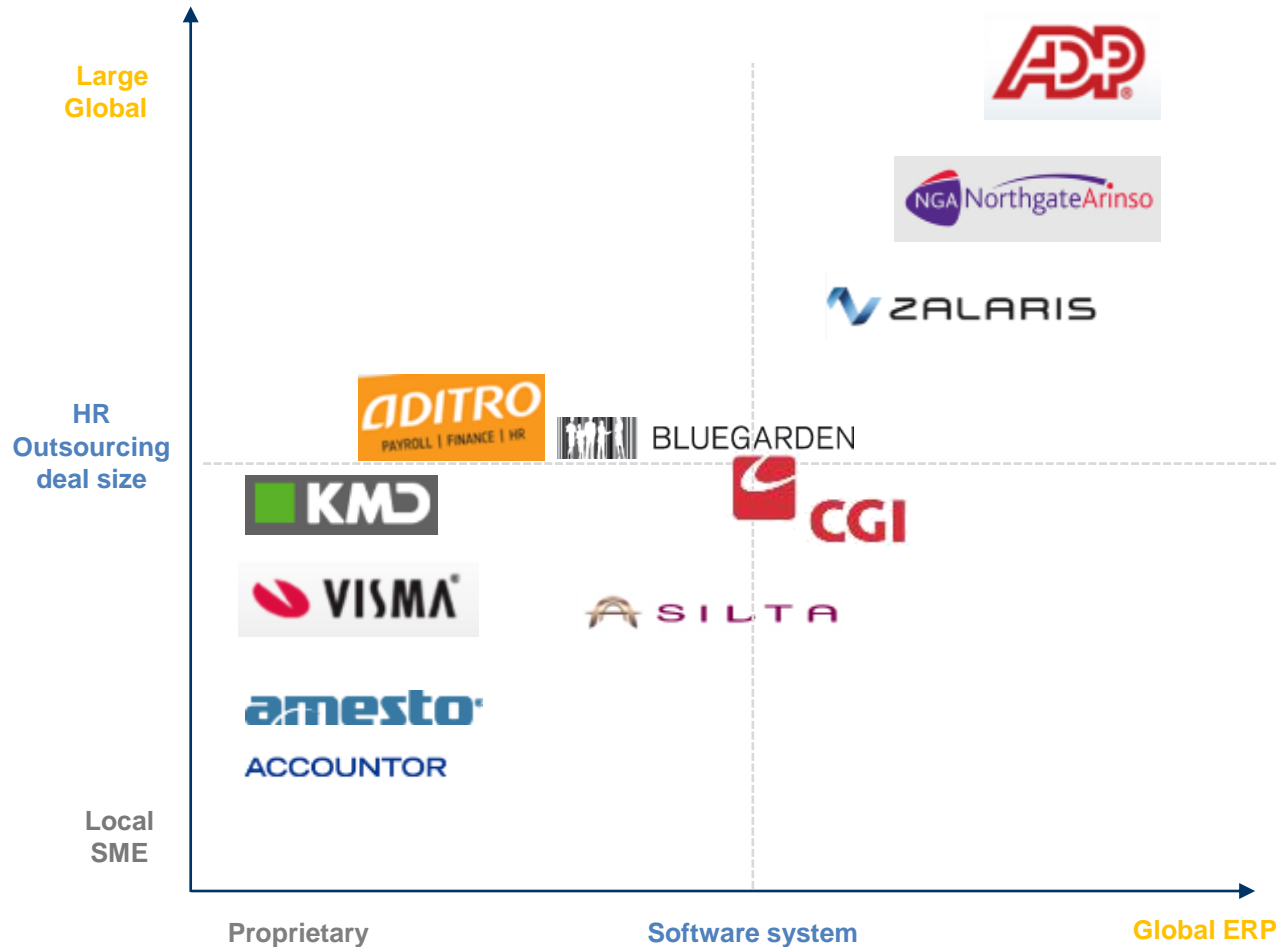 Large
Global
ADP®
NGA NorthgateArinso
ZALARIS
HR
Outsourcing
deal size
aDITRO
PAYROLL | FINANCE | HR
BLUEGARDEN
KMD
CGI
VISMA®
SILTA
amesto
ACCOUNTOR
Local
SME
Proprietary
Software system
Global ERP